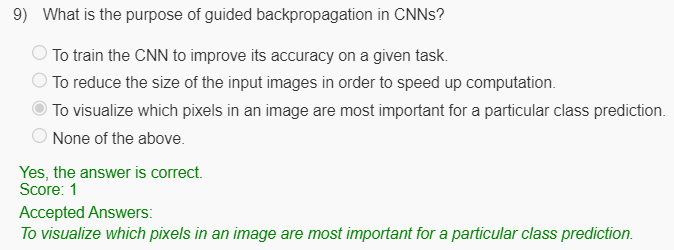 9) What is the purpose of guided backpropagation in CNNs?
To train the CNN to improve its accuracy on a given task.
To reduce the size of the input images in order to speed up computation.
To visualize which pixels in an image are most important for a particular class prediction.
None of the above.
Yes, the answer is correct.
Score: 1
Accepted Answers:
To visualize which pixels in an image are most important for a particular class prediction.